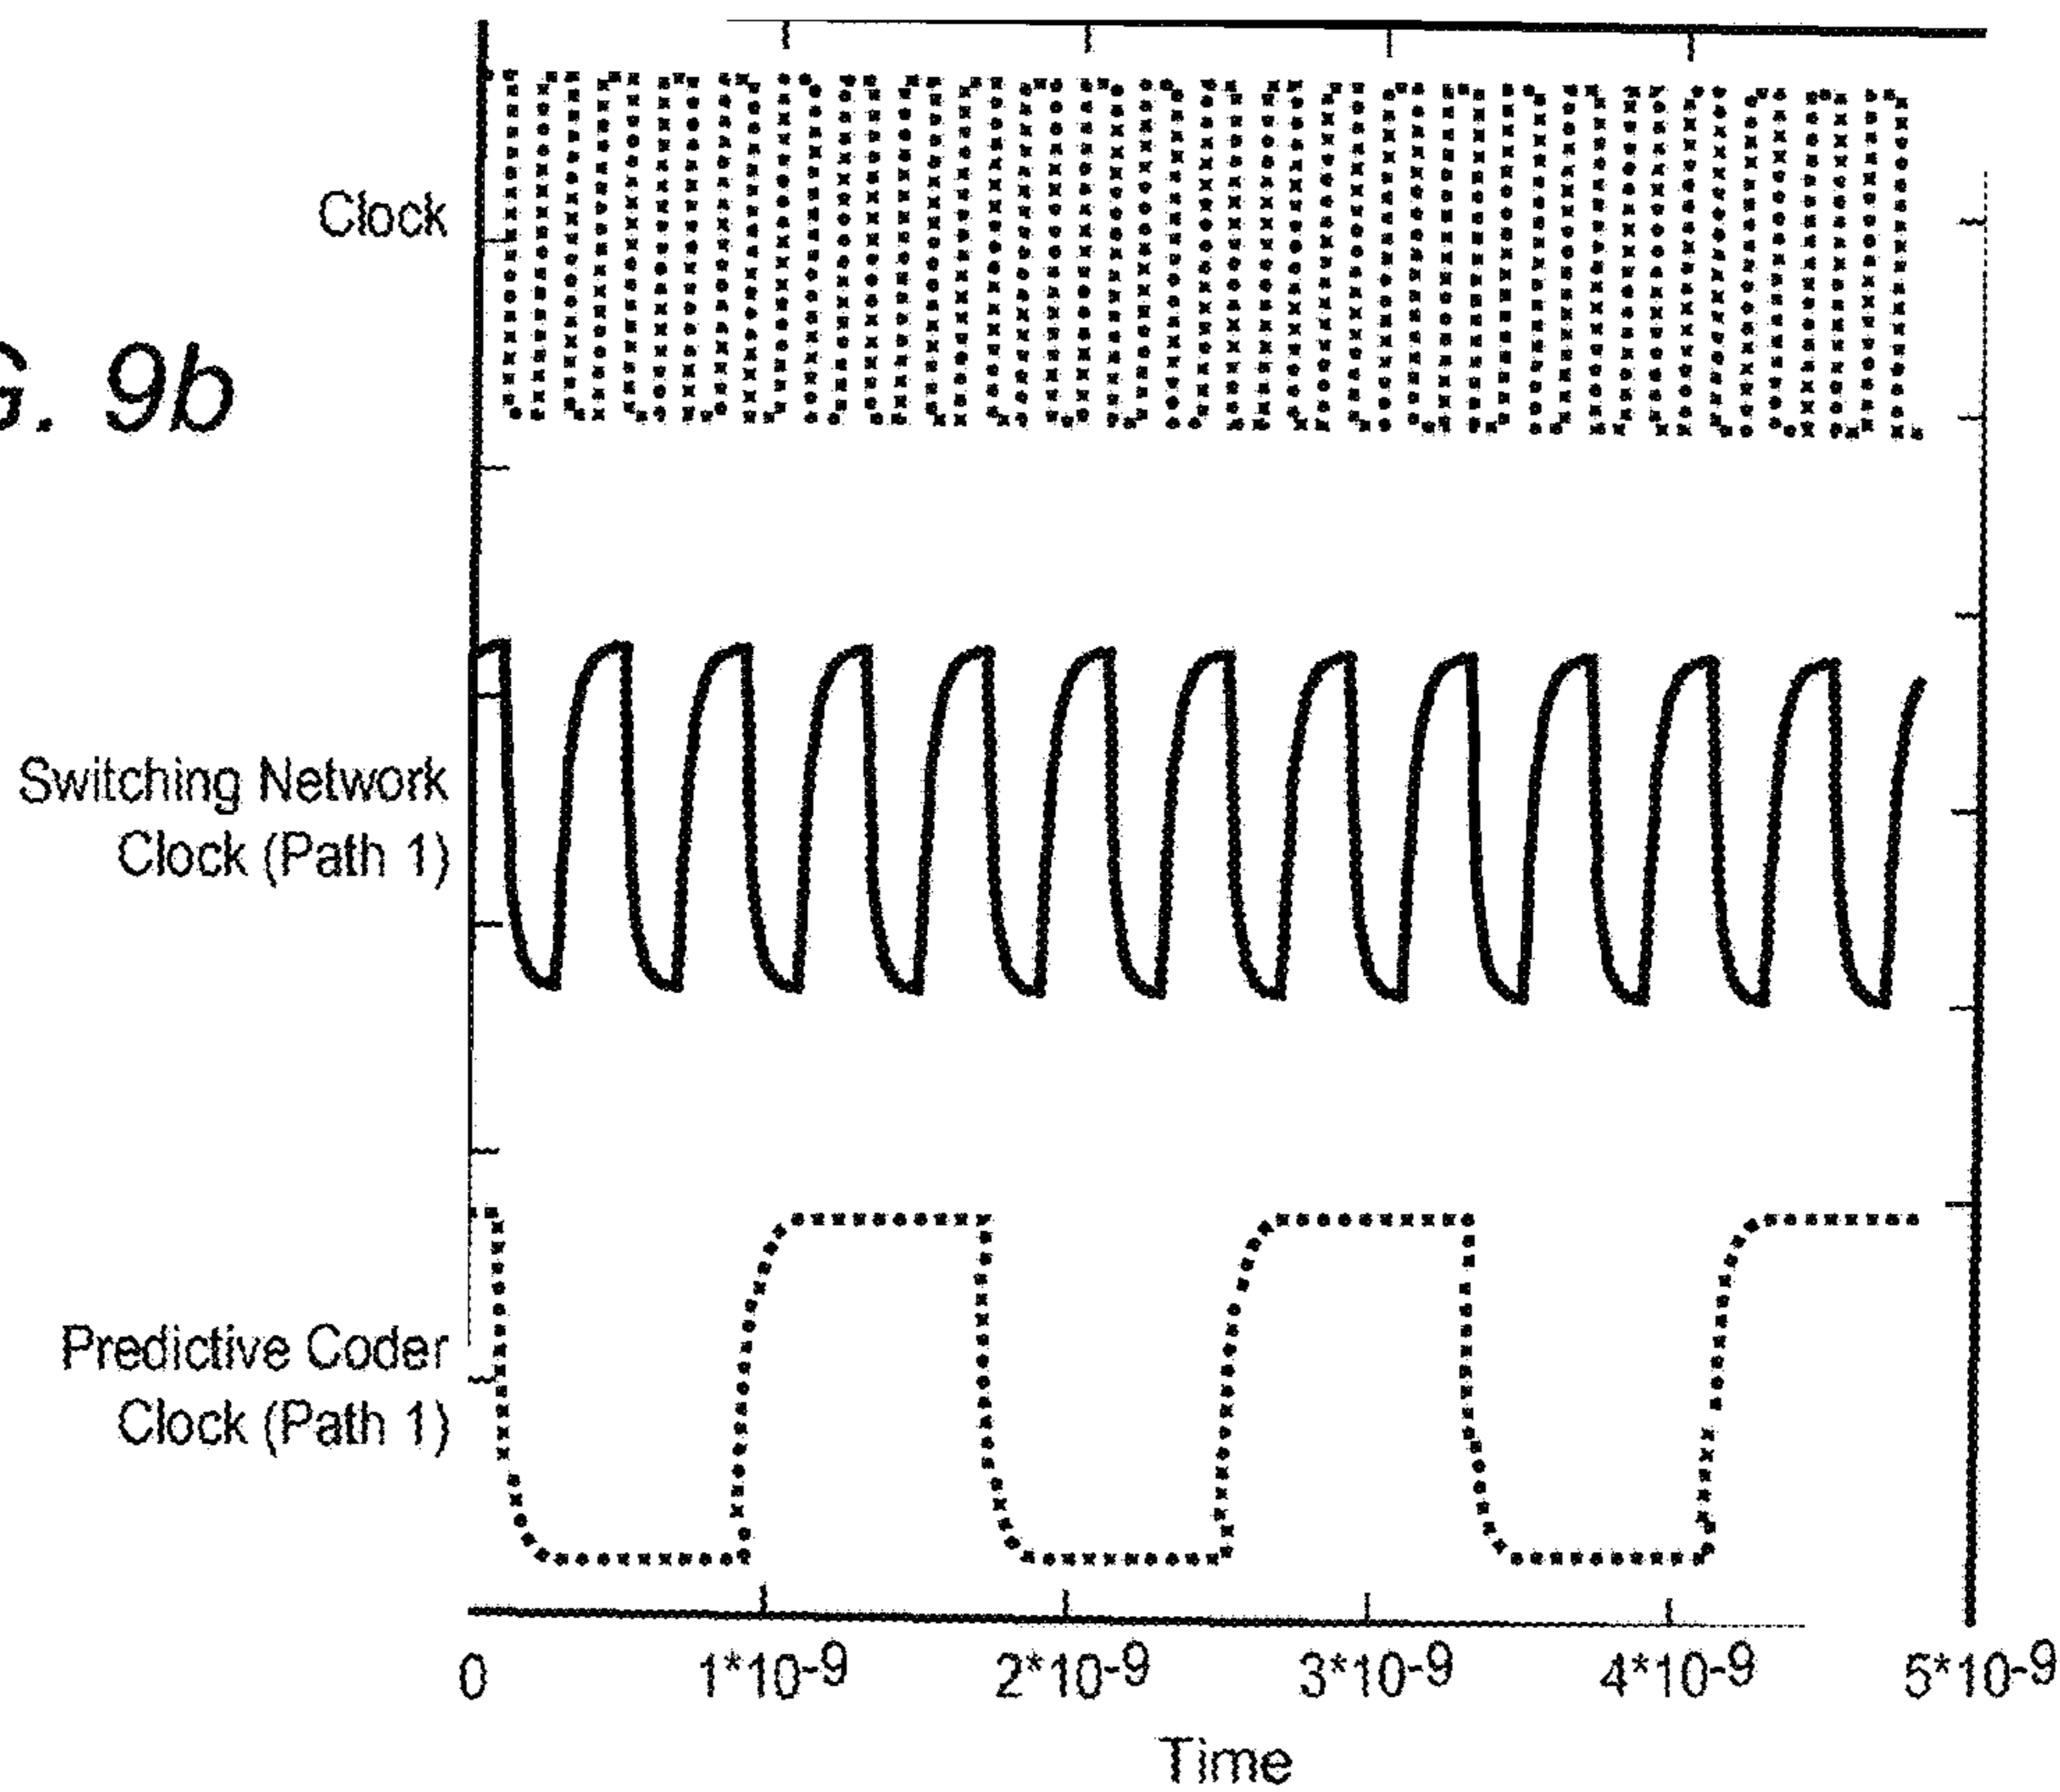 Clock
G. 9b
Switching Network
Clock (Path 1)
Predictive Coder
Clock (Path 1)
0 1*10-9 2*10-9 3*10-9 4*10-9 5*10-9
Time